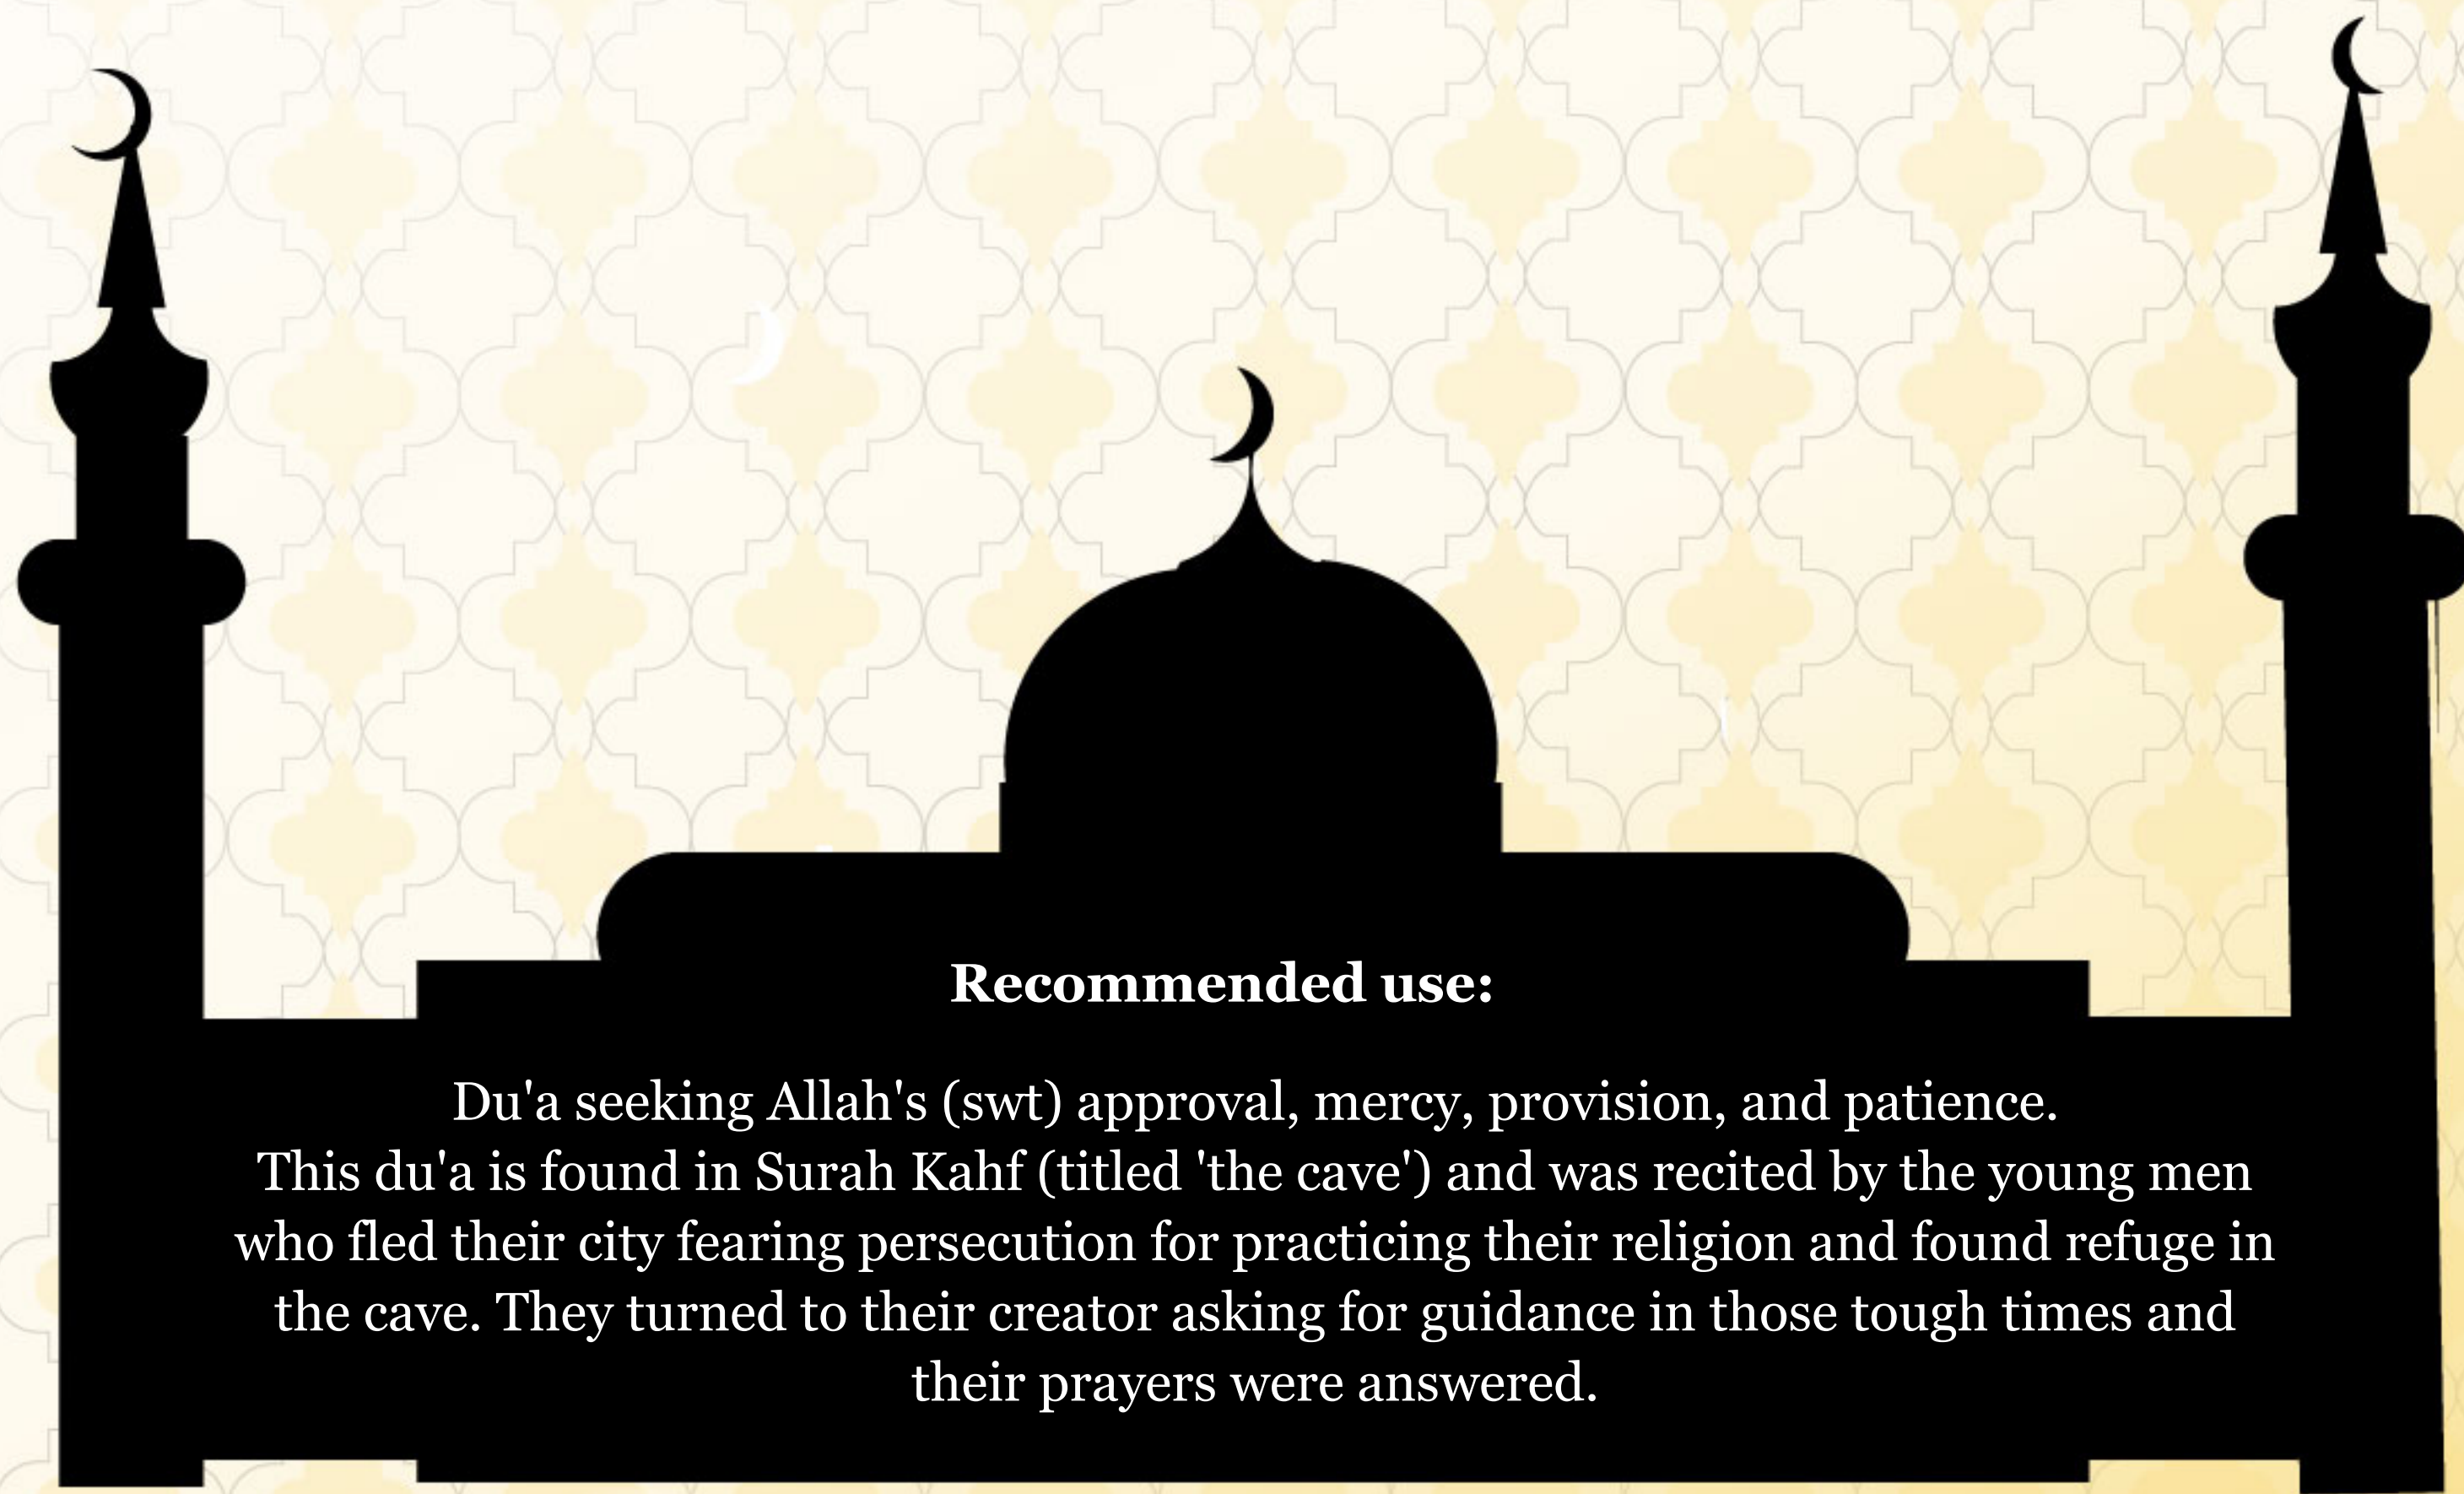 Recommended use:
Du'a seeking Allah's (swt) approval, mercy, provision, and patience.
This du'a is found in Surah Kahf (titled 'the cave') and was recited by the young men
who fled their city fearing persecution for practicing their religion and found refuge in
the cave. They turned to their creator asking for guidance in those tough times and
their prayers were answered.